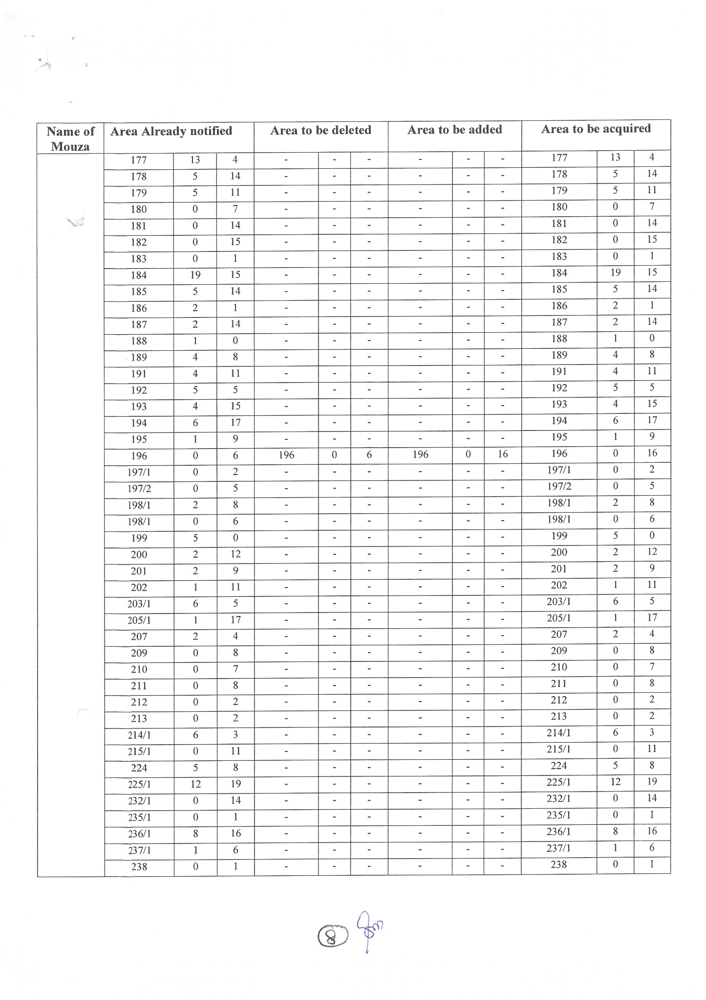 Name of Mouza Area Already notified Area to be deleted Area to be added Area to be acquired
177 13 4 - - - - - - 177 13 4
178 5 14 - - - - - - 178 5 14
179 5 11 - - - - - - 179 5 11
180 0 7 - - - - - - 180 0 7
181 0 14 - - - - - - 181 0 14
182 0 15 - - - - - - 182 0 15
183 0 1 - - - - - - 183 0 1
184 19 15 - - - - - - 184 19 15
185 5 14 - - - - - - 185 5 14
186 2 1 - - - - - - 186 2 1
187 2 14 - - - - - - 187 2 14
188 1 0 - - - - - - 188 1 0
189 4 8 - - - - - - 189 4 8
191 4 11 - - - - - - 191 4 11
192 5 5 - - - - - - 192 5 5
193 4 15 - - - - - - 193 4 15
194 6 17 - - - - - - 194 6 17
195 1 9 - - - - - - 195 1 9
196 0 6 196 0 6 196 0 16 196 0 16
197/1 0 2 - - - - - - 197/1 0 2
197/2 0 5 - - - - - - 197/2 0 5
198/1 2 8 - - - - - - 198/1 2 8
198/1 0 6 - - - - - - 198/1 0 6
199 5 0 - - - - - - 199 5 0
200 2 12 - - - - - - 200 2 12
201 2 9 - - - - - - 201 2 9
202 1 11 - - - - - - 202 1 11
203/1 6 5 - - - - - - 203/1 6 5
205/1 1 17 - - - - - - 205/1 1 17
207 2 4 - - - - - - 207 2 4
209 0 8 - - - - - - 209 0 8
210 0 7 - - - - - - 210 0 7
211 0 8 - - - - - - 211 0 8
212 0 2 - - - - - - 212 0 2
213 0 2 - - - - - - 213 0 2
214/1 6 3 - - - - - - 214/1 6 3
215/1 0 11 - - - - - - 215/1 0 11
224 5 8 - - - - - - 224 5 8
225/1 12 19 - - - - - - 225/1 12 19
232/1 0 14 - - - - - - 232/1 0 14
235/1 0 1 - - - - - - 235/1 0 1
236/1 8 16 - - - - - - 236/1 8 16
237/1 1 6 - - - - - - 237/1 1 6
238 0 1 - - - - - - 238 0 1
8